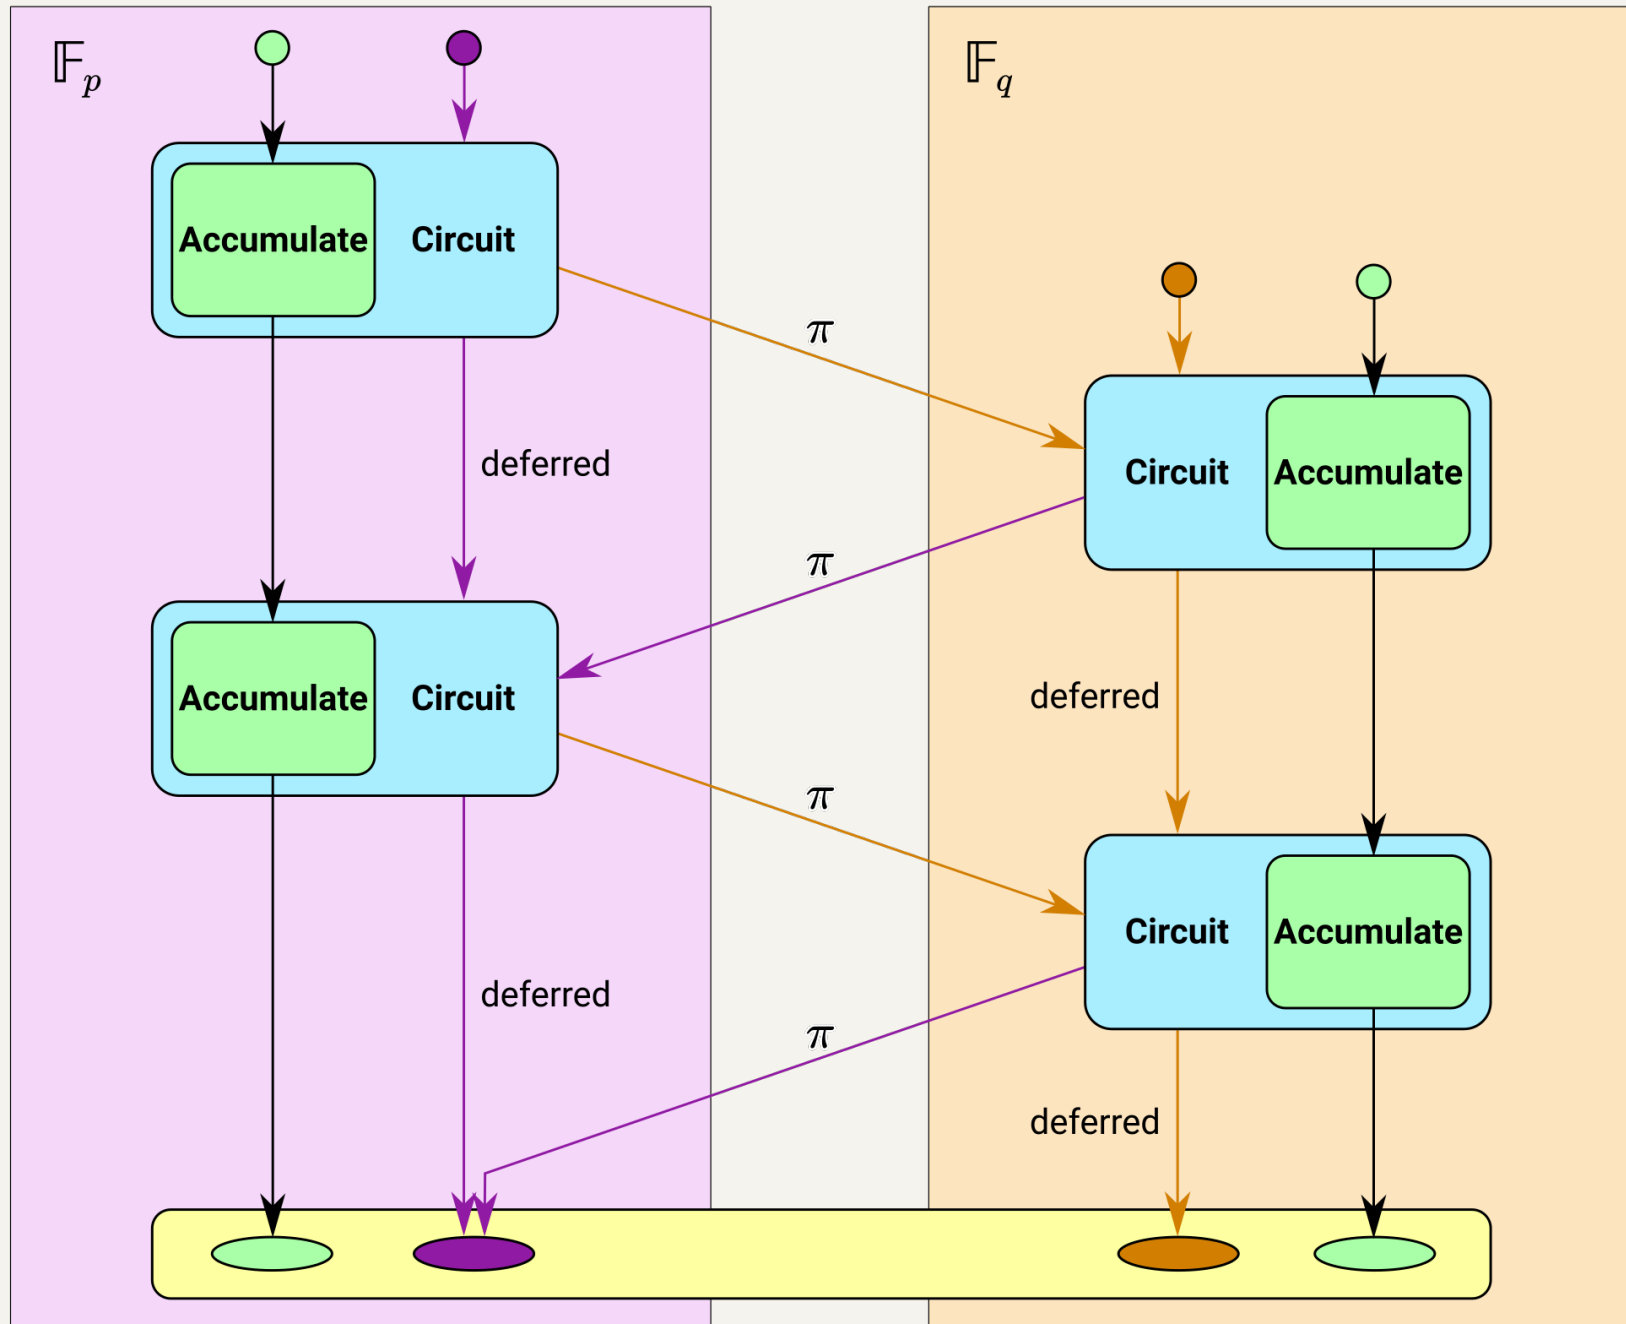 𝔽p
𝔽q
Accumulate Circuit
π
deferred
Circuit Accumulate
π
Accumulate Circuit
deferred
π
Circuit Accumulate
deferred
π
deferred